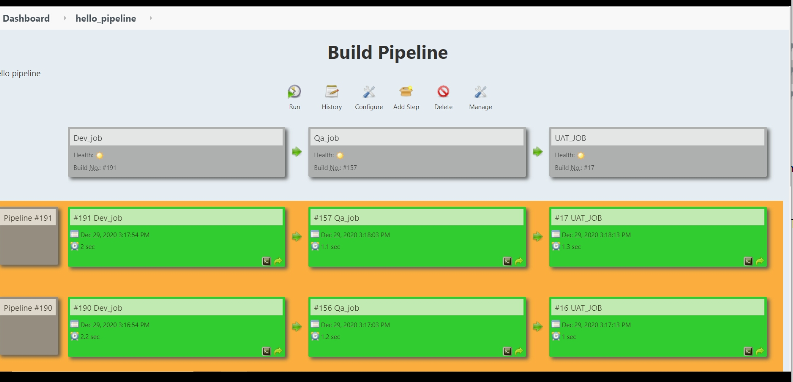 Dashboard hello_pipeline
Build Pipeline
ello pipeline
Run History Configure Add Step Delete Manage
Dev_job Qa_job UAT_JOB
Health: Health: Health:
Build No.: #191 Build No.: #157 Build No.: #17
Pipeline #191 #191 Dev_job #157 Qa_job #17 UAT_JOB
Dec 29, 2020 3:17:54 PM Dec 29, 2020 3:18:03 PM Dec 29, 2020 3:18:13 PM
2 sec 1.1 sec 1.3 sec
Pipeline #190 #190 Dev_job #156 Qa_job #16 UAT_JOB
Dec 29, 2020 3:16:54 PM Dec 29, 2020 3:17:03 PM Dec 29, 2020 3:17:13 PM
2.2 sec 1.2 sec 1 sec